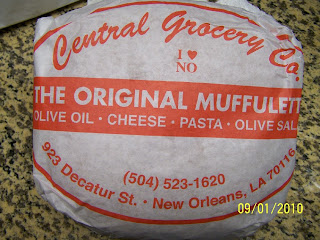 Central Grocery Co.
I ♥
NO
THE ORIGINAL MUFFULETT
OLIVE OIL · CHEESE · PASTA · OLIVE SAL
923 Decatur St. · New Orleans, LA 70116
(504) 523-1620
09/01/2010